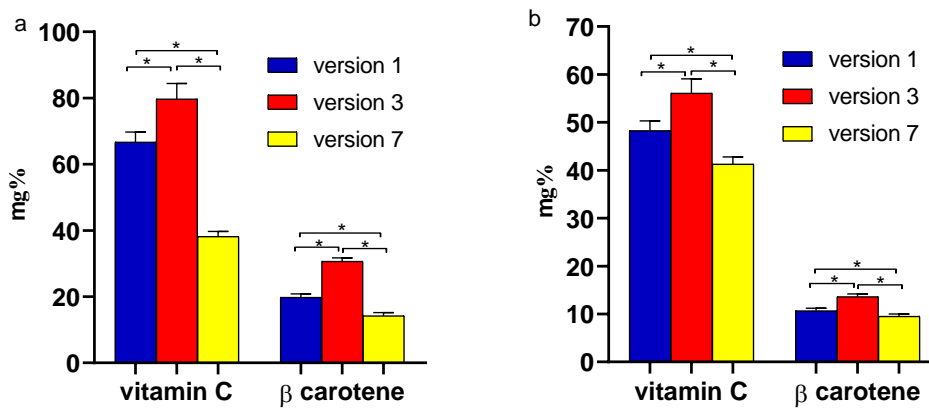 a
mg%
100
80
60
40
20
0
version 1
version 3
version 7
* * *
* * *
vitamin C
β carotene
b
mg%
70
60
50
40
30
20
10
0
version 1
version 3
version 7
* * *
* * *
vitamin C
β carotene